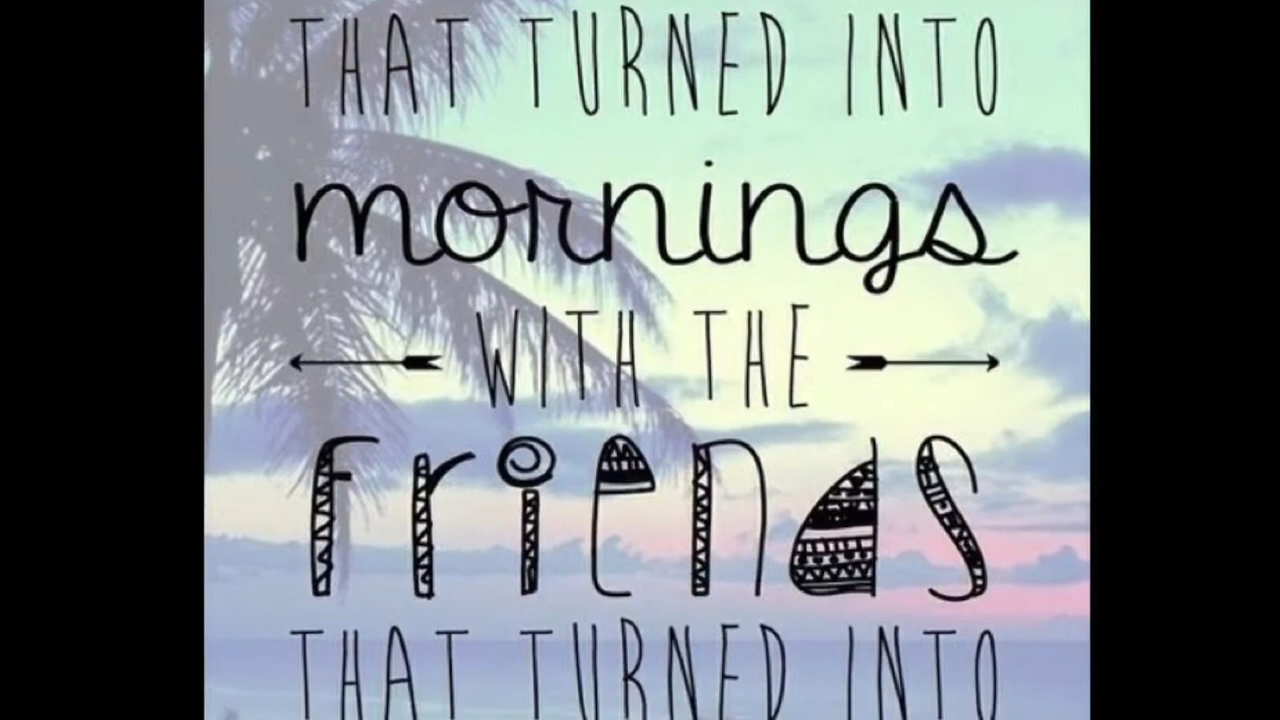 THAT TURNED INTO
mornings
WITH THE
friends
THAT TURNED INTO